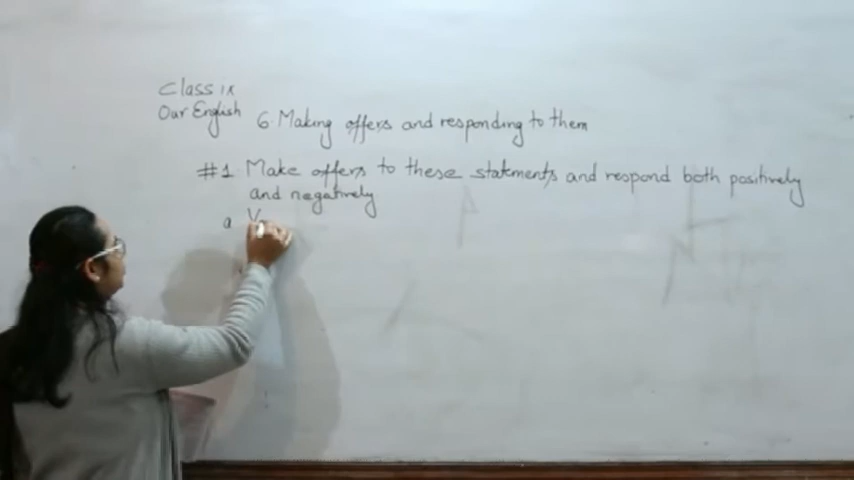 Class IX
Our English 6. Making offers and responding to them
#1 Make offers to these statements and respond both positively
and negatively
a Y